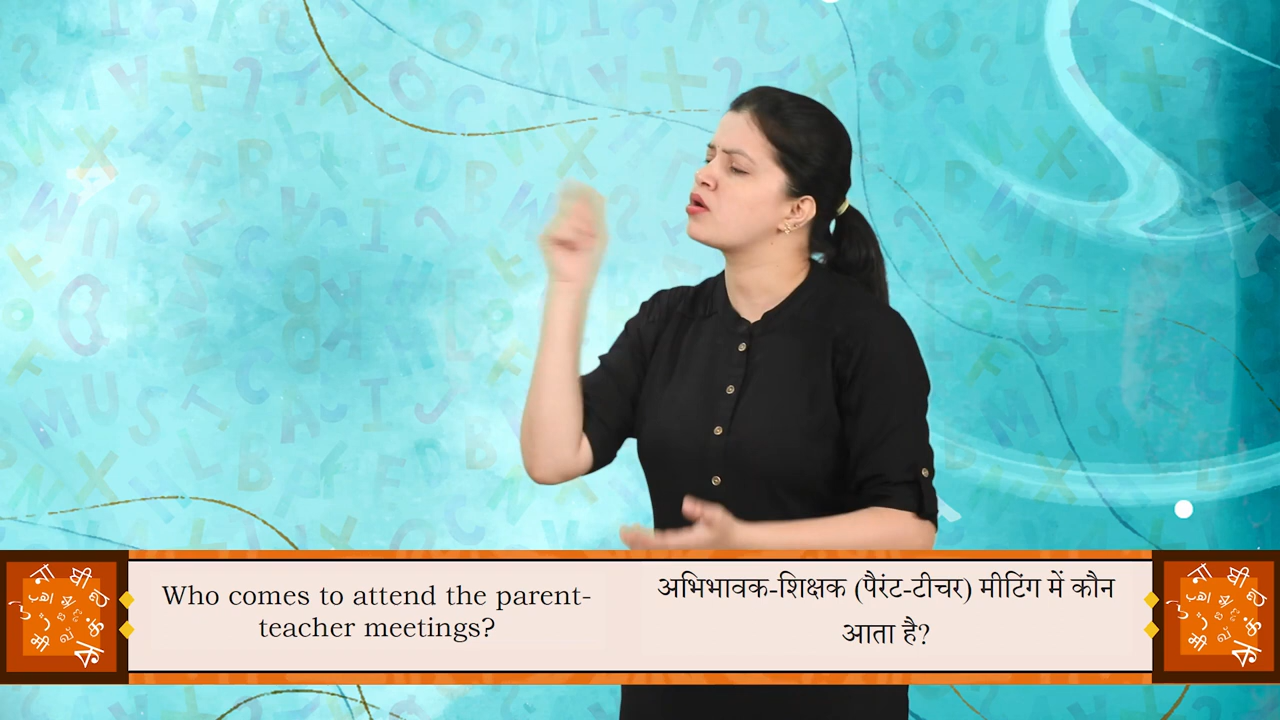 Who comes to attend the parent-
teacher meetings?
अभिभावक-शिक्षक (पैरंट-टीचर) मीटिंग में कौन
आता है?